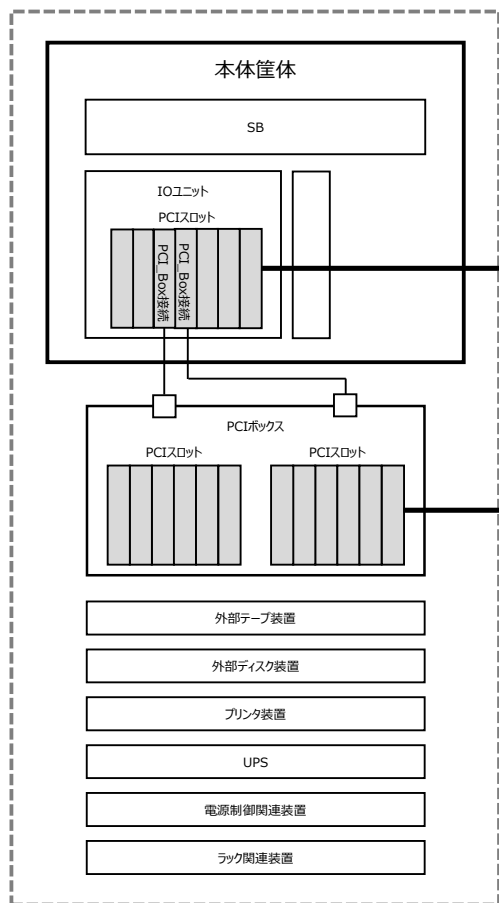 本体筐体
SB
IOユニット
PCIスロット
PCI_Box接続
PCI_Box接続
PCIボックス
PCIスロット
PCIスロット
外部テープ装置
外部ディスク装置
プリンタ装置
UPS
電源制御関連装置
ラック関連装置